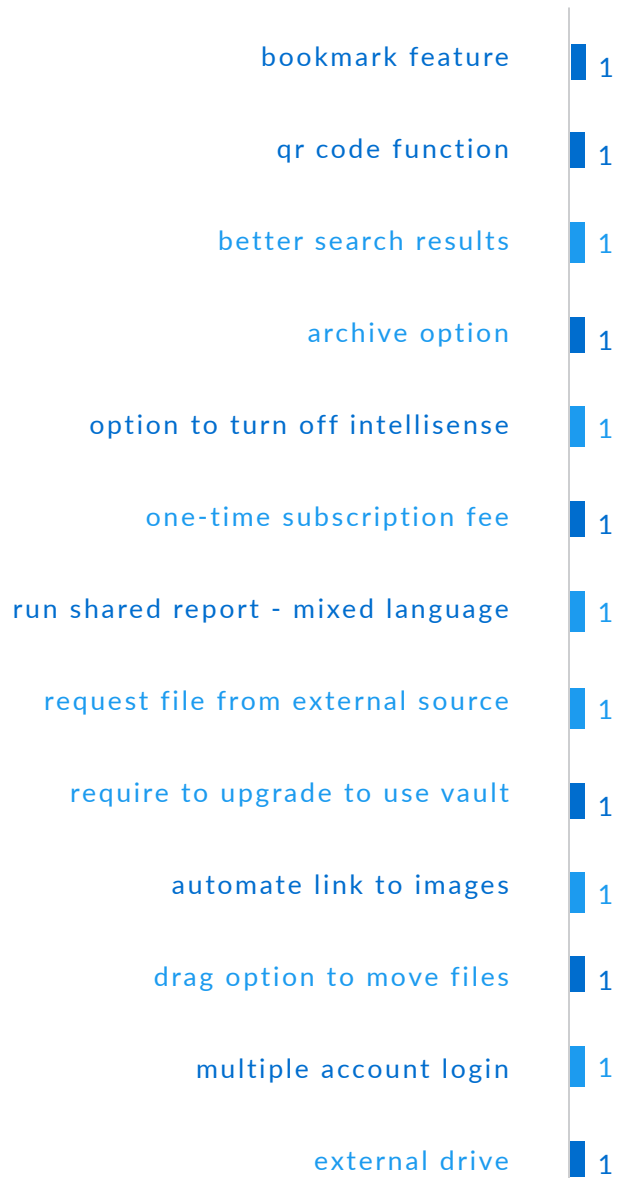 bookmark feature 1
qr code function 1
better search results 1
archive option 1
option to turn off intellisense 1
one-time subscription fee 1
run shared report - mixed language 1
request file from external source 1
require to upgrade to use vault 1
automate link to images 1
drag option to move files 1
multiple account login 1
external drive 1